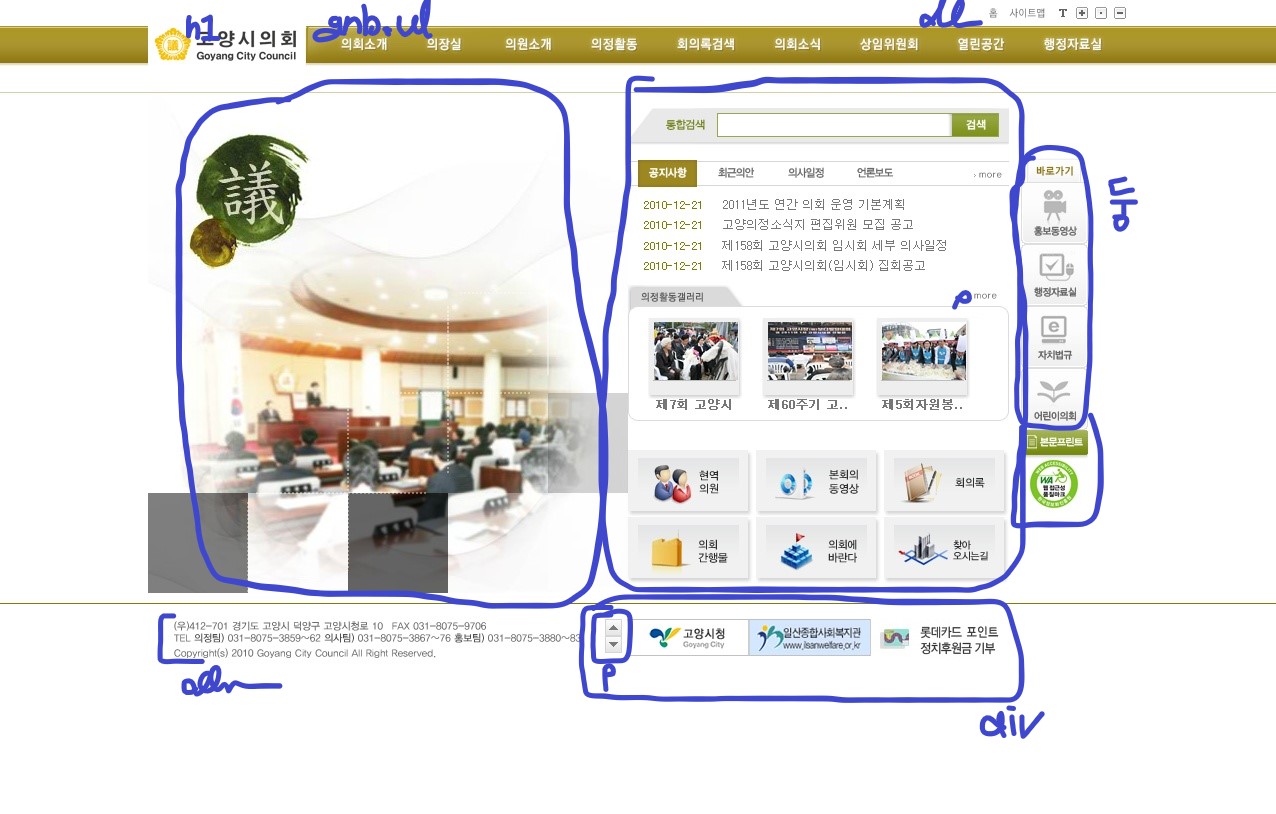 홈 사이트맵 T
h1
gnb.ul
고양시의회
Goyang City Council
의회소개 의장실 의원소개 의정활동 회의록검색 의회소식 상임위원회 열린공간 행정자료실
통합검색 검색
공지사항 최근의안 의사일정 언론보도 › more
2010-12-21 2011년도 연간 의회 운영 기본계획
2010-12-21 고양의정소식지 편집위원 모집 공고
2010-12-21 제158회 고양시의회 임시회 세부 의사일정
2010-12-21 제158회 고양시의회(임시회) 집회공고
議
바로가기
홍보동영상
행정자료실
자치법규
어린이의회
본문프린트
둥
의정활동갤러리 p more
제7회 고양시 제60주기 고.. 제5회자원봉..
WA
웹 접근성
품질마크
현역
의원
본회의
동영상
회의록
의회
간행물
의회에
바란다
찾아
오시는길
(우)412-701 경기도 고양시 덕양구 고양시청로 10 FAX 031-8075-9706
TEL 의정팀) 031-8075-3859~62 의사팀) 031-8075-3867~76 홍보팀) 031-8075-3880~83
Copyright(s) 2010 Goyang City Council All Right Reserved.
고양시청
Goyang City
일산종합사회복지관
www.ilsanwelfare.or.kr
롯데카드 포인트
정치후원금 기부
p
div